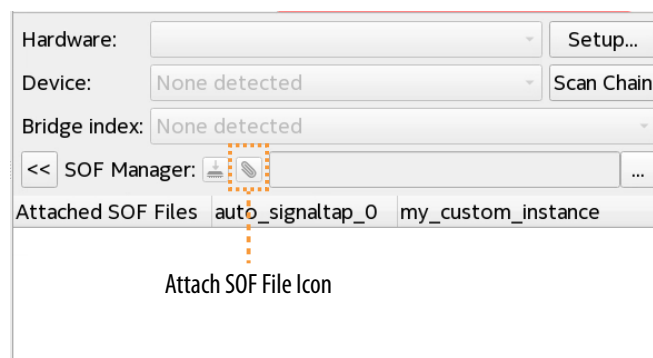 Hardware: Setup...
Device: None detected Scan Chain
Bridge index: None detected
<< SOF Manager: ...
Attached SOF Files auto_signaltap_0 my_custom_instance
Attach SOF File Icon